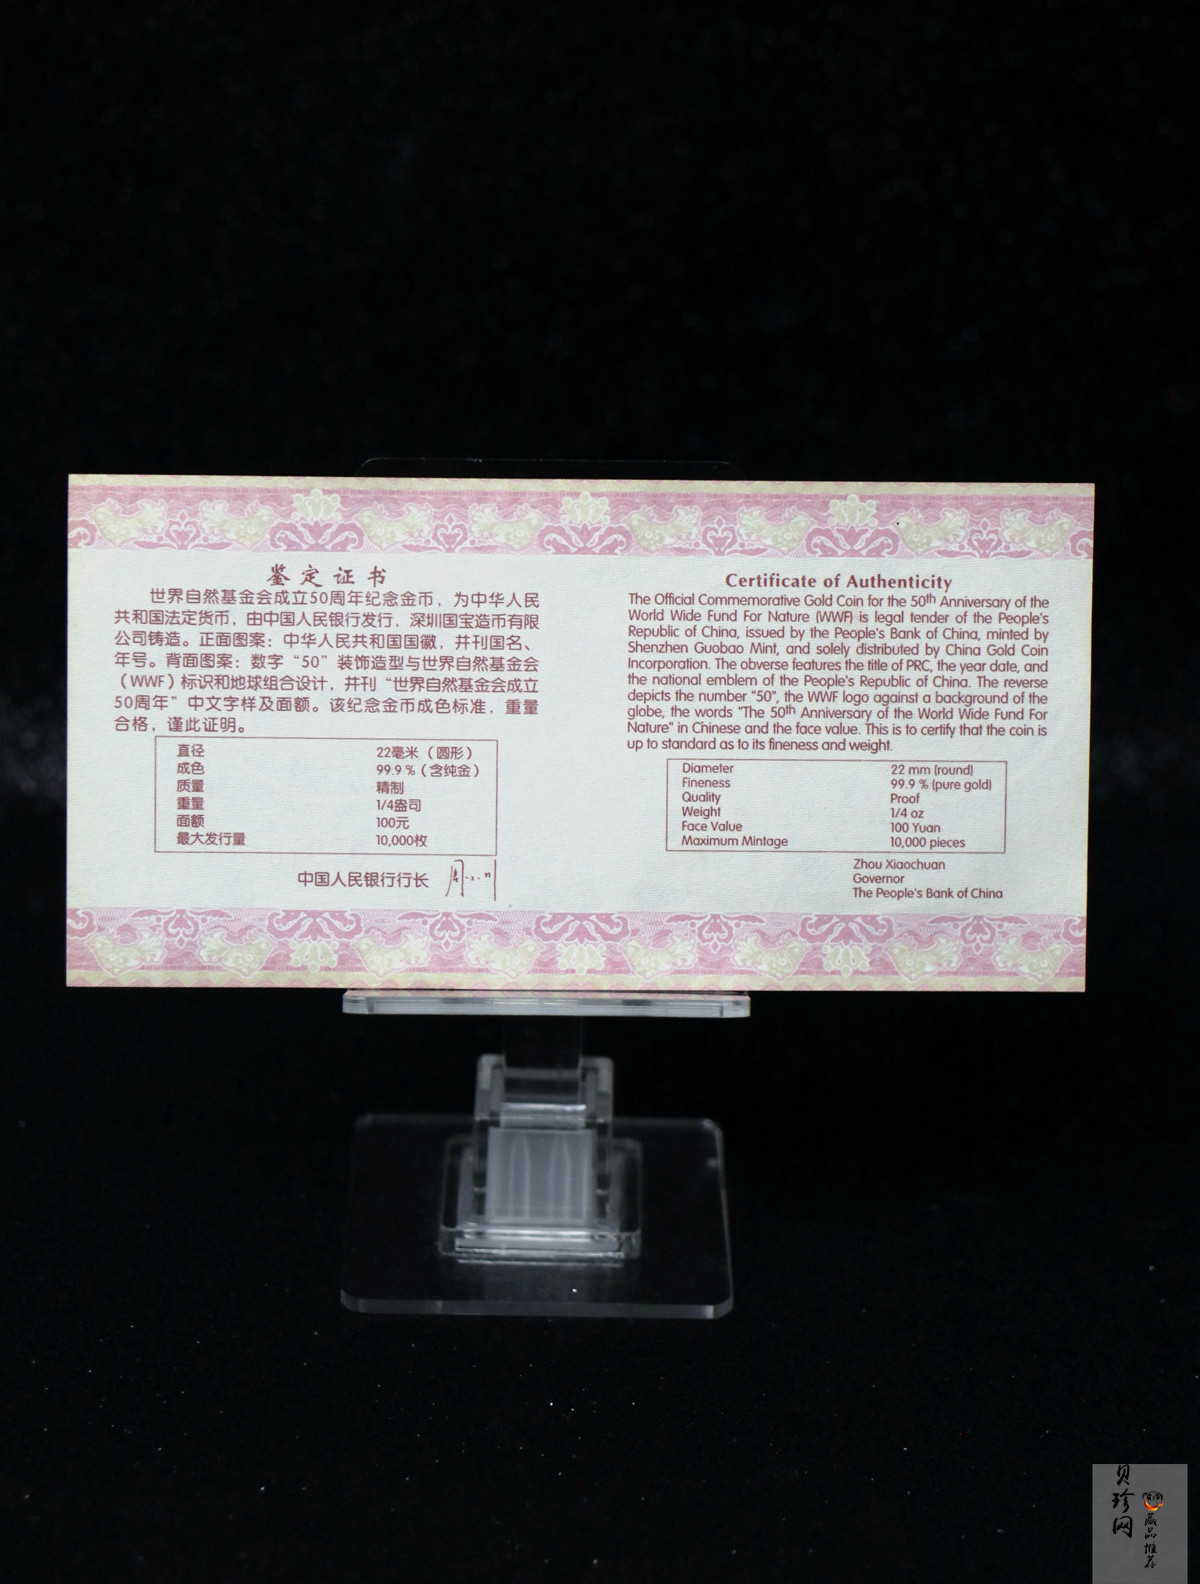 鉴定证书
世界自然基金会成立50周年纪念金币，为中华人民
共和国法定货币，由中国人民银行发行，深圳国宝造币有限
公司铸造。正面图案：中华人民共和国国徽，并刊国名、
年号。背面图案：数字“50”装饰造型与世界自然基金会
（WWF）标识和地球组合设计，并刊“世界自然基金会成立
50周年”中文字样及面额。该纪念金币成色标准，重量
合格，谨此证明。
直径 22毫米（圆形）
成色 99.9％（含纯金）
质量 精制
重量 1/4盎司
面额 100元
最大发行量 10,000枚
中国人民银行行长
Certificate of Authenticity
The Official Commemorative Gold Coin for the 50th Anniversary of the
World Wide Fund For Nature (WWF) is legal tender of the People's
Republic of China, issued by the People's Bank of China, minted by
Shenzhen Guobao Mint, and solely distributed by China Gold Coin
Incorporation. The obverse features the title of PRC, the year date, and
the national emblem of the People's Republic of China. The reverse
depicts the number "50", the WWF logo against a background of the
globe, the words "The 50th Anniversary of the World Wide Fund For
Nature" in Chinese and the face value. This is to certify that the coin is
up to standard as to its fineness and weight.
Diameter 22 mm (round)
Fineness 99.9 % (pure gold)
Quality Proof
Weight 1/4 oz
Face Value 100 Yuan
Maximum Mintage 10,000 pieces
Zhou Xiaochuan
Governor
The People's Bank of China
贝珍网
藏品推荐